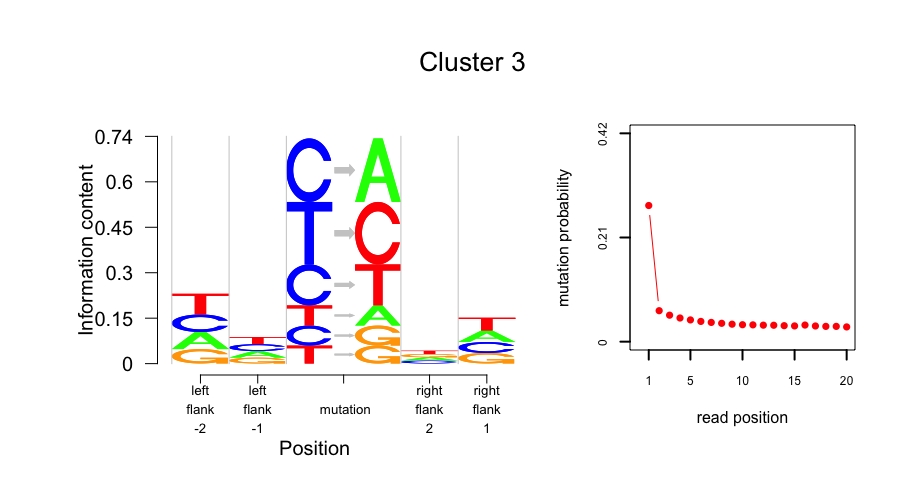 Cluster 3
Information content
0.74
0.6
0.45
0.3
0.15
0
T
C
A
G
T
C
A
G
C
T
C
T
C
T
A
C
T
A
G
G
T
G
A
C
T
A
C
G
left
flank
-2
left
flank
-1
mutation
right
flank
2
right
flank
1
Position
mutation probability
0.42
0.21
0
1
5
10
15
20
read position